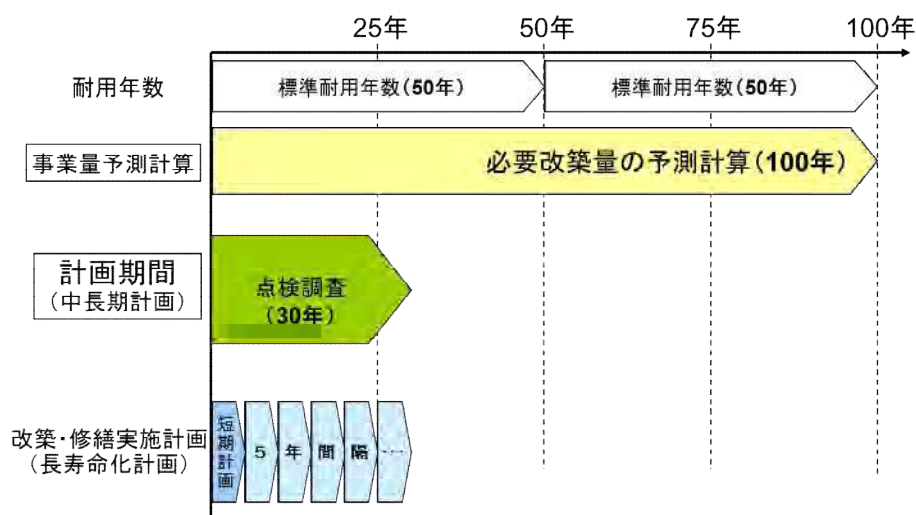 25年 50年 75年 100年
耐用年数 標準耐用年数(50年) 標準耐用年数(50年)
事業量予測計算 必要改築量の予測計算(100年)
計画期間
(中長期計画)
点検調査
(30年)
改築・修繕実施計画
(長寿命化計画)
短期計画 5 年 間 隔 …